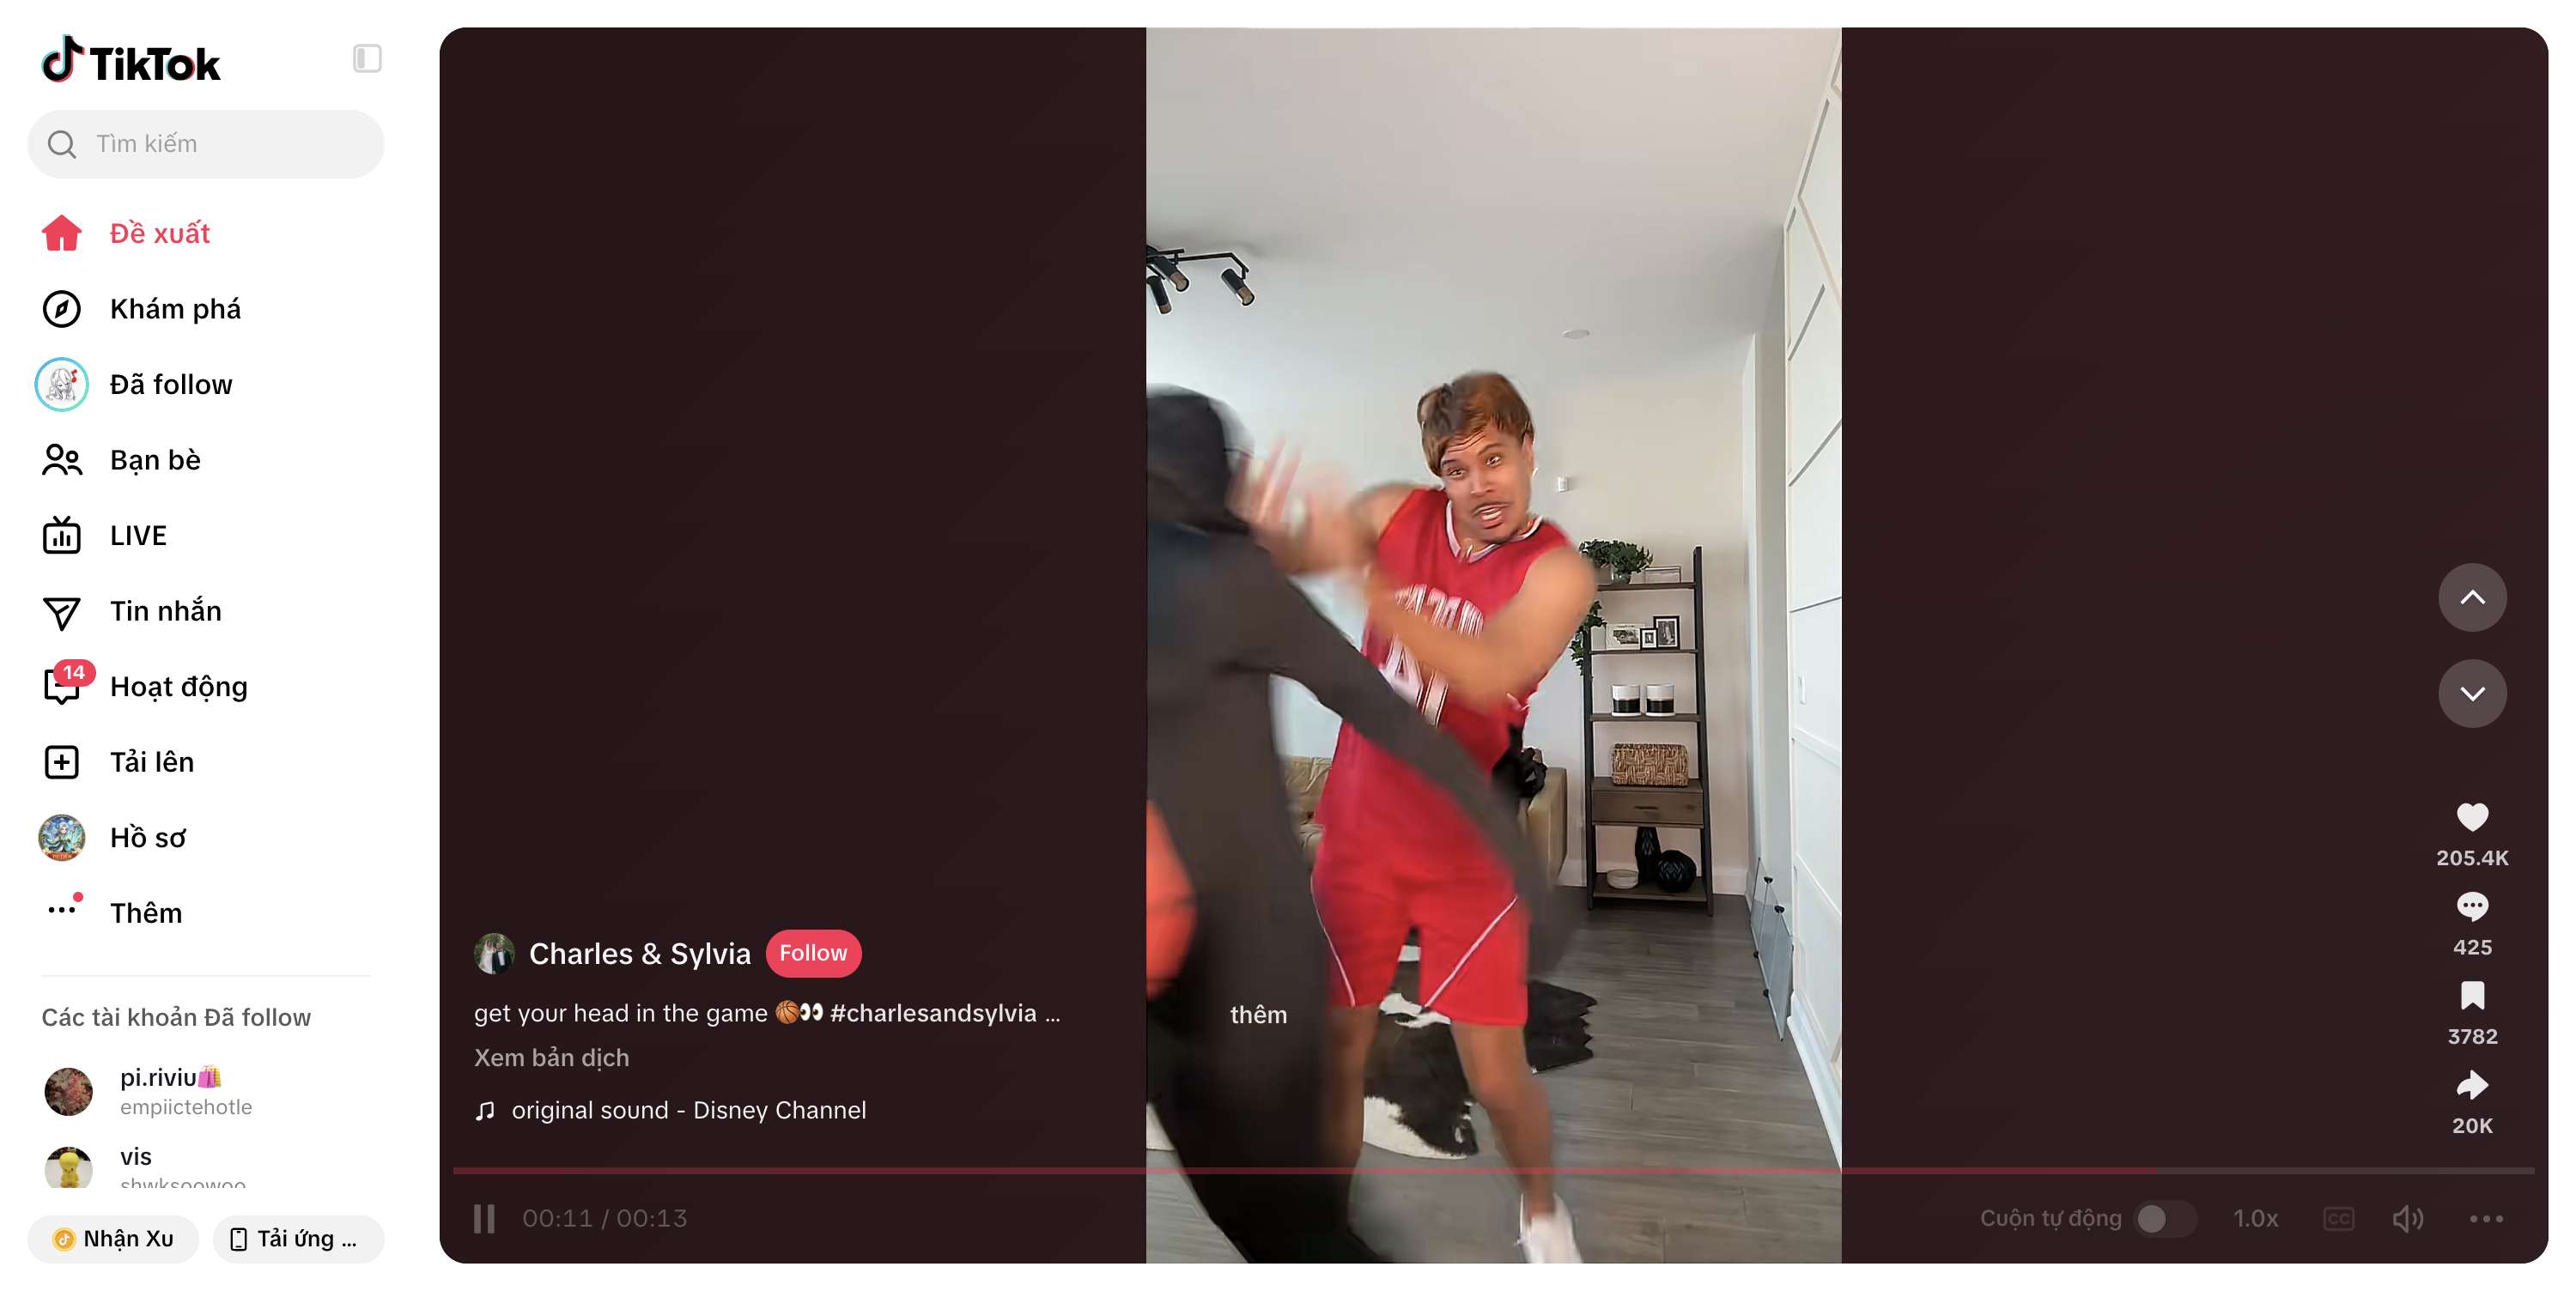 TikTok
Tìm kiếm
Đề xuất
Khám phá
Đã follow
Bạn bè
LIVE
Tin nhắn
14
Hoạt động
Tải lên
Hồ sơ
Thêm
Các tài khoản Đã follow
pi.riviu🛍️
empiictehotle
vis
shwksoowoo
Nhận Xu
Tải ứng ...
Charles & Sylvia
Follow
get your head in the game 🏀👀 #charlesandsylvia ...
thêm
Xem bản dịch
original sound - Disney Channel
00:11 / 00:13
205.4K
425
3782
20K
Cuộn tự động
1.0x
CC